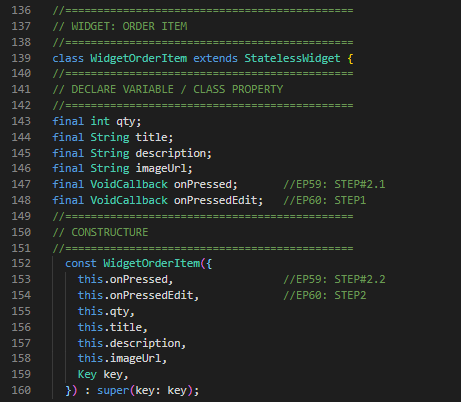 136 //=============================================
137 // WIDGET: ORDER ITEM
138 //=============================================
139 class WidgetOrderItem extends StatelessWidget {
140 //=============================================
141 // DECLARE VARIABLE / CLASS PROPERTY
142 //=============================================
143 final int qty;
144 final String title;
145 final String description;
146 final String imageUrl;
147 final VoidCallback onPressed;       //EP59: STEP#2.1
148 final VoidCallback onPressedEdit;   //EP60: STEP1
149 //=============================================
150 // CONSTRUCTURE
151 //=============================================
152   const WidgetOrderItem({
153     this.onPressed,                 //EP59: STEP#2.2
154     this.onPressedEdit,             //EP60: STEP2
155     this.qty,
156     this.title,
157     this.description,
158     this.imageUrl,
159     Key key,
160   }) : super(key: key);